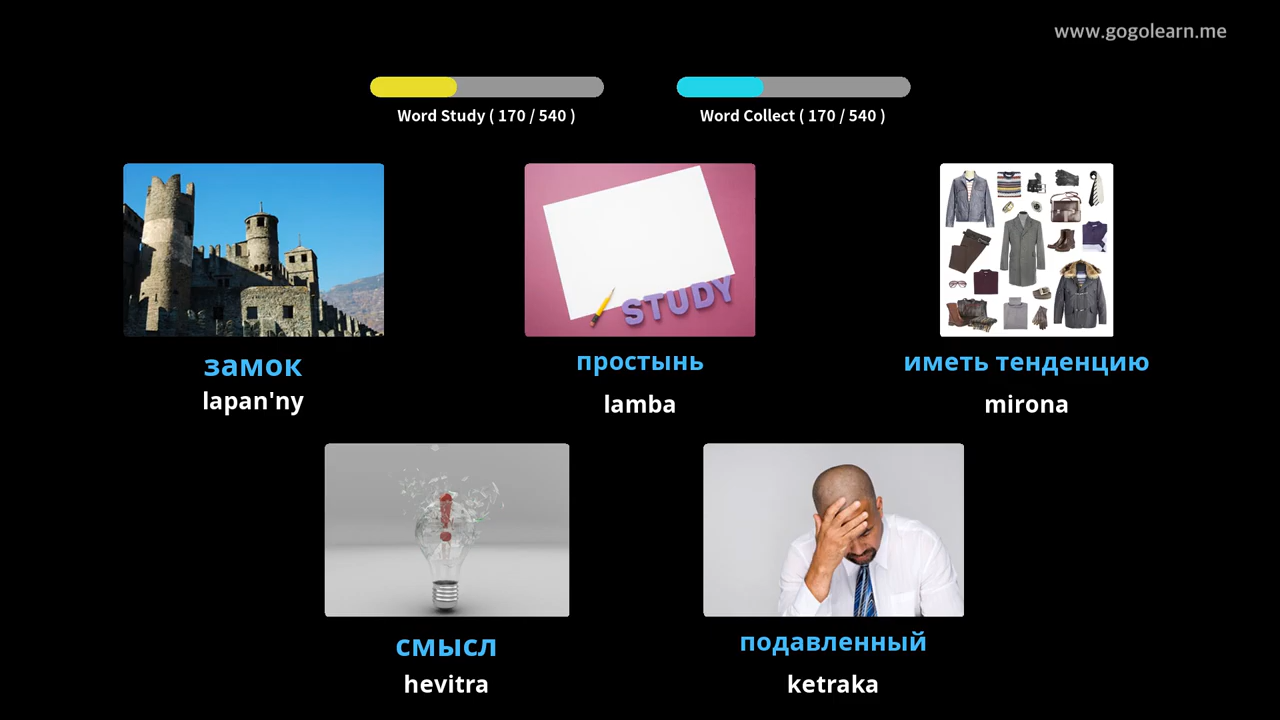 www.gogolearn.me
Word Study ( 170 / 540 )
Word Collect ( 170 / 540 )
STUDY
замок
простынь
иметь тенденцию
lapan'ny
lamba
mirona
смысл
подавленный
hevitra
ketraka